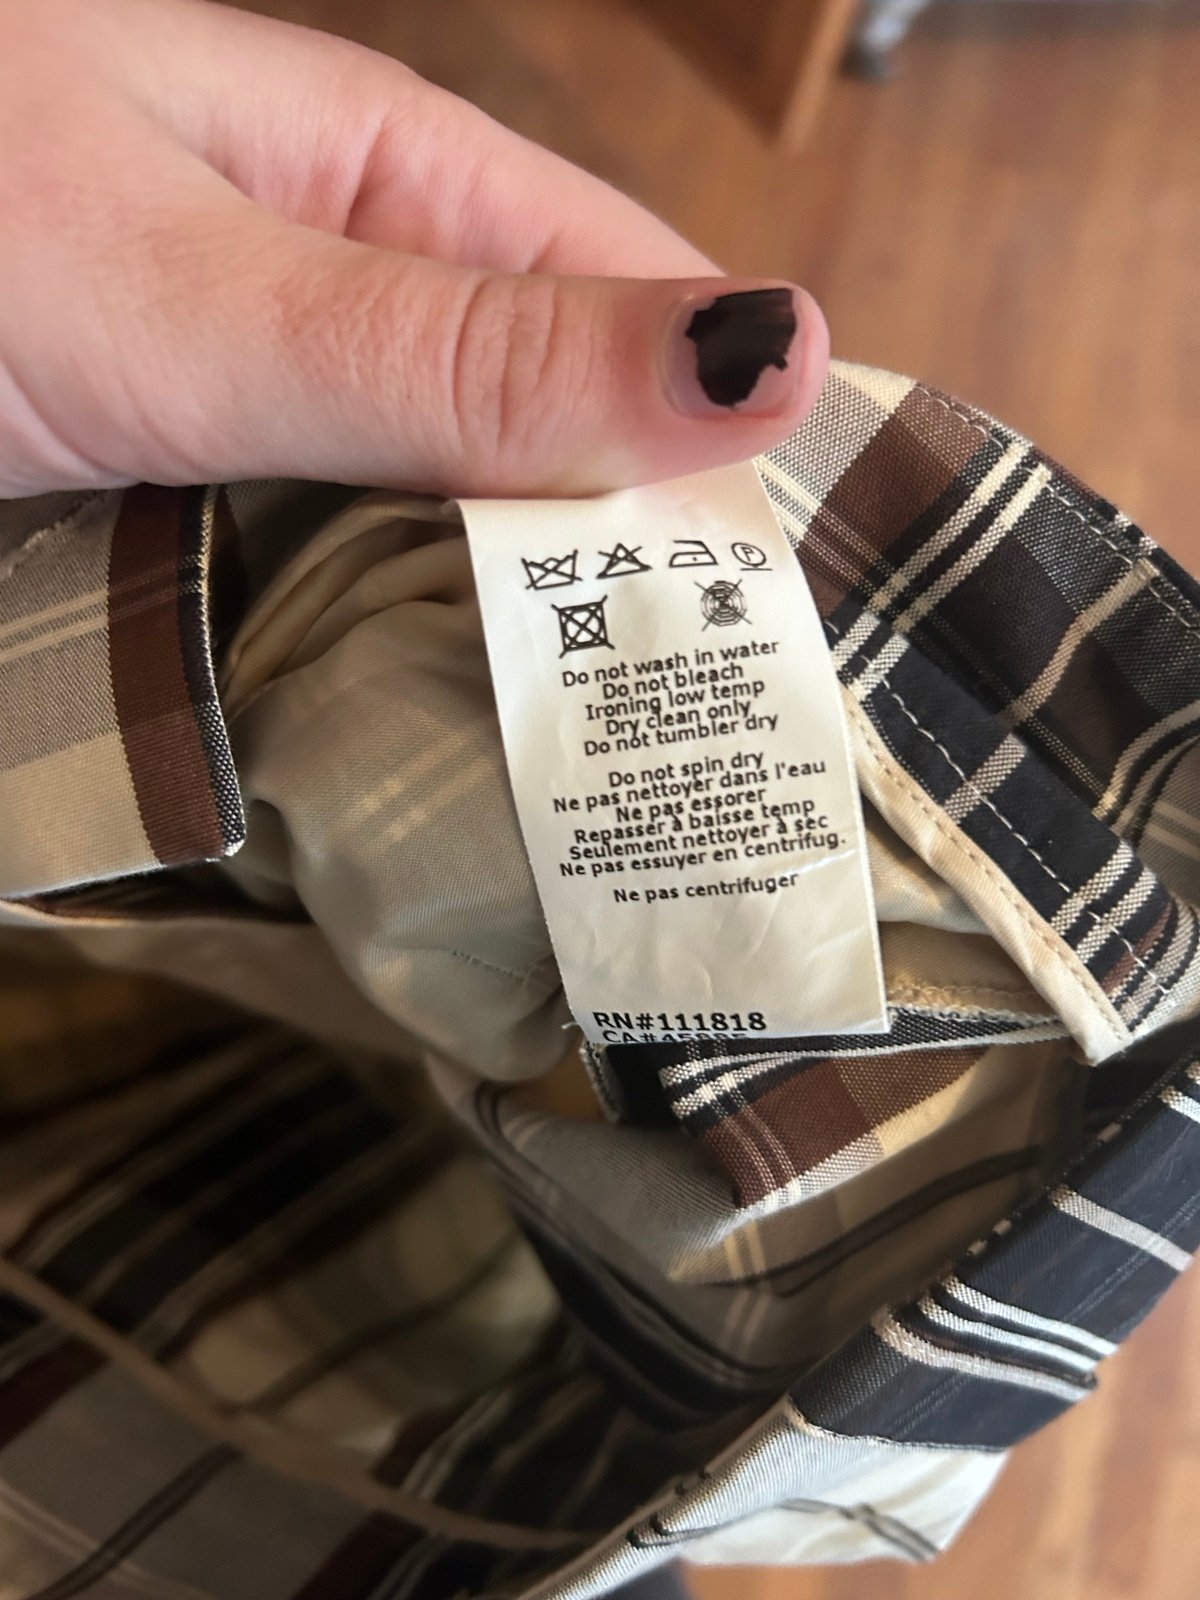 P
Do not wash in water
Do not bleach
Ironing low temp
Dry clean only
Do not tumbler dry
Do not spin dry
Ne pas nettoyer dans l'eau
Ne pas essorer
Repasser à baisse temp
Seulement nettoyer à sec
Ne pas essuyer en centrifug.
Ne pas centrifuger
RN#111818